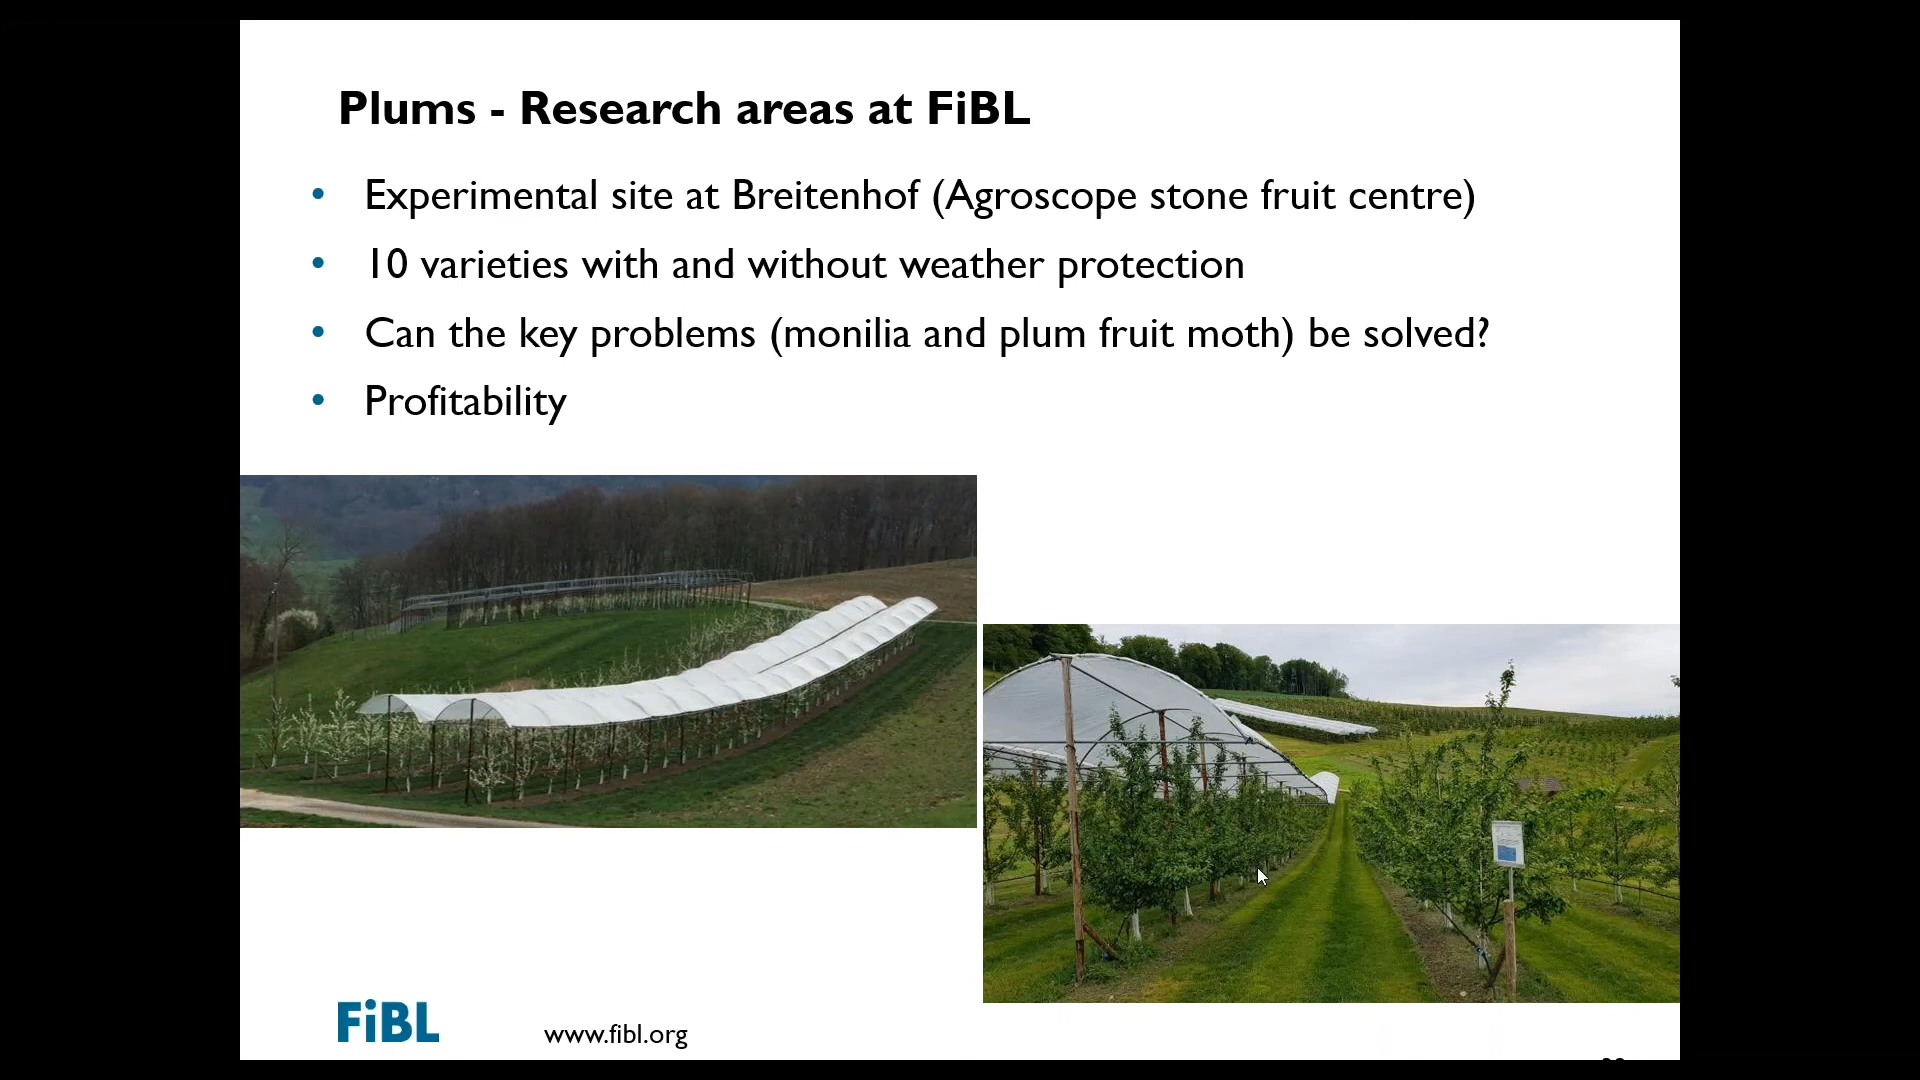 Plums - Research areas at FiBL
• Experimental site at Breitenhof (Agroscope stone fruit centre)
• 10 varieties with and without weather protection
• Can the key problems (monilia and plum fruit moth) be solved?
• Profitability
FiBL
www.fibl.org